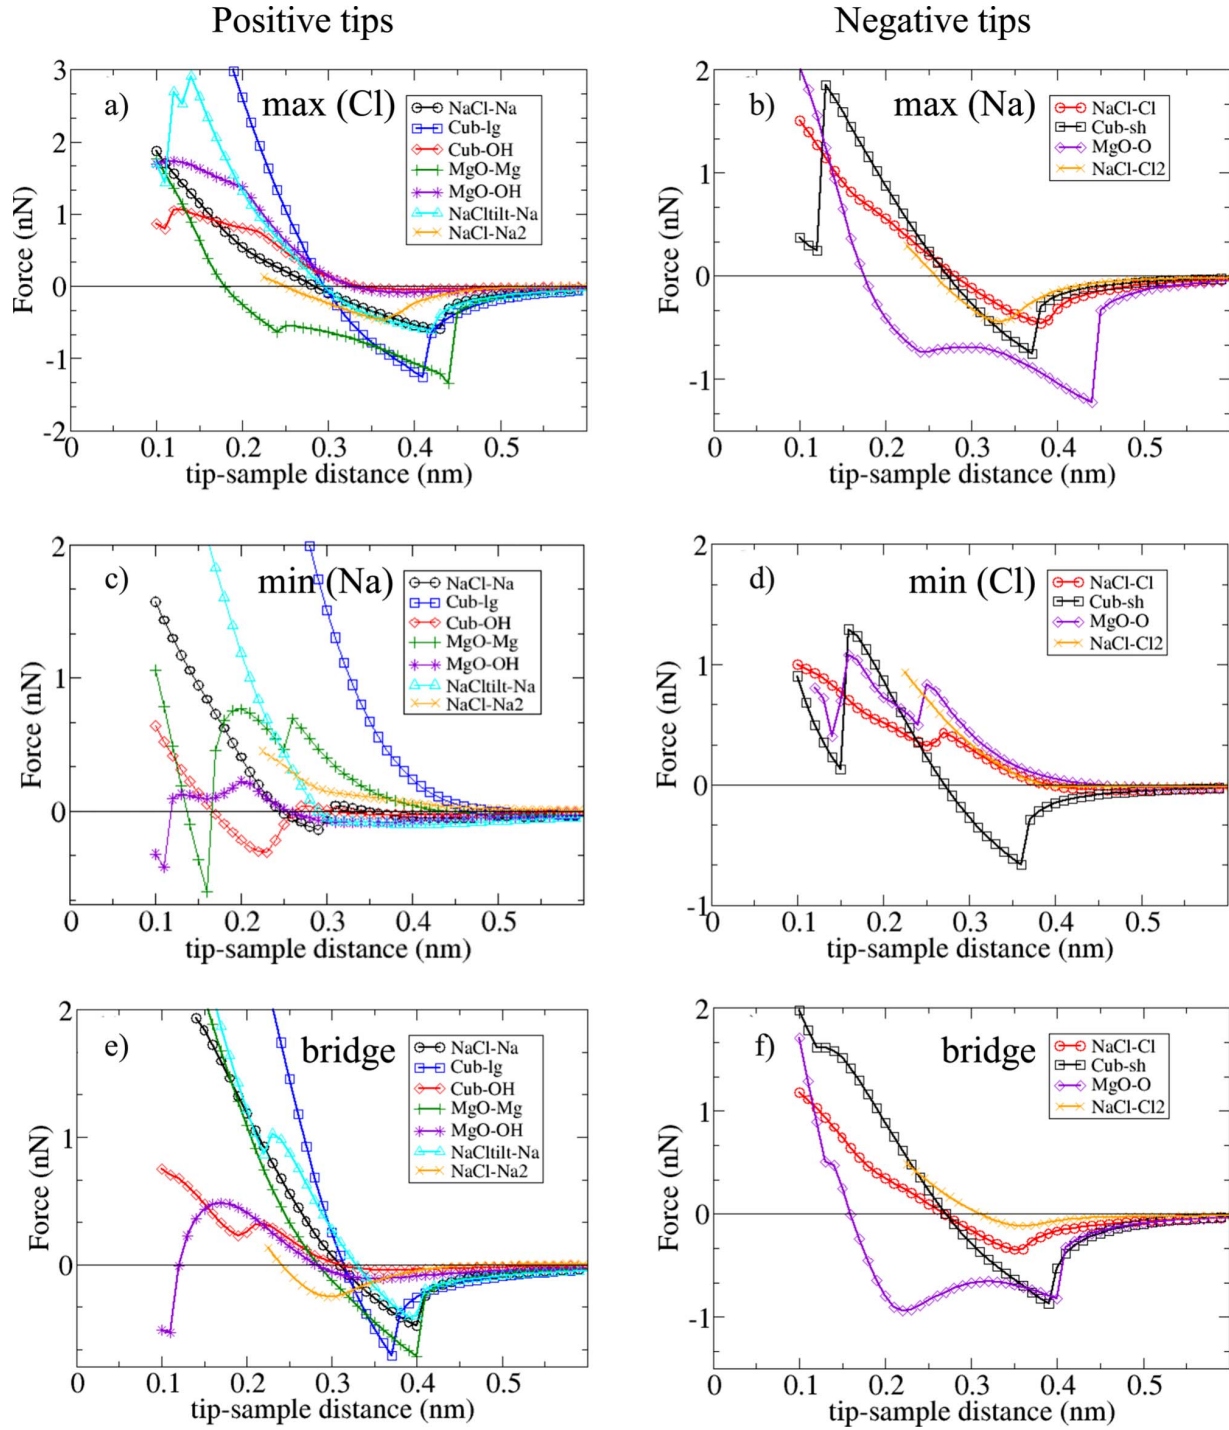 Positive tips
Negative tips
a)
max (Cl)
NaCl-Na
Cub-lg
Cub-OH
MgO-Mg
MgO-OH
NaCltilt-Na
NaCl-Na2
3
2
1
0
-1
-2
Force (nN)
0
0.1
0.2
0.3
0.4
0.5
tip-sample distance (nm)
b)
max (Na)
NaCl-Cl
Cub-sh
MgO-O
NaCl-Cl2
2
1
0
-1
Force (nN)
0
0.1
0.2
0.3
0.4
0.5
tip-sample distance (nm)
c)
min (Na)
NaCl-Na
Cub-lg
Cub-OH
MgO-Mg
MgO-OH
NaCltilt-Na
NaCl-Na2
2
1
0
Force (nN)
0
0.1
0.2
0.3
0.4
0.5
tip-sample distance (nm)
d)
min (Cl)
NaCl-Cl
Cub-sh
MgO-O
NaCl-Cl2
2
1
0
-1
Force (nN)
0
0.1
0.2
0.3
0.4
0.5
tip-sample distance (nm)
e)
bridge
NaCl-Na
Cub-lg
Cub-OH
MgO-Mg
MgO-OH
NaCltilt-Na
NaCl-Na2
2
1
0
Force (nN)
0
0.1
0.2
0.3
0.4
0.5
tip-sample distance (nm)
f)
bridge
NaCl-Cl
Cub-sh
MgO-O
NaCl-Cl2
2
1
0
-1
Force (nN)
0
0.1
0.2
0.3
0.4
0.5
tip-sample distance (nm)